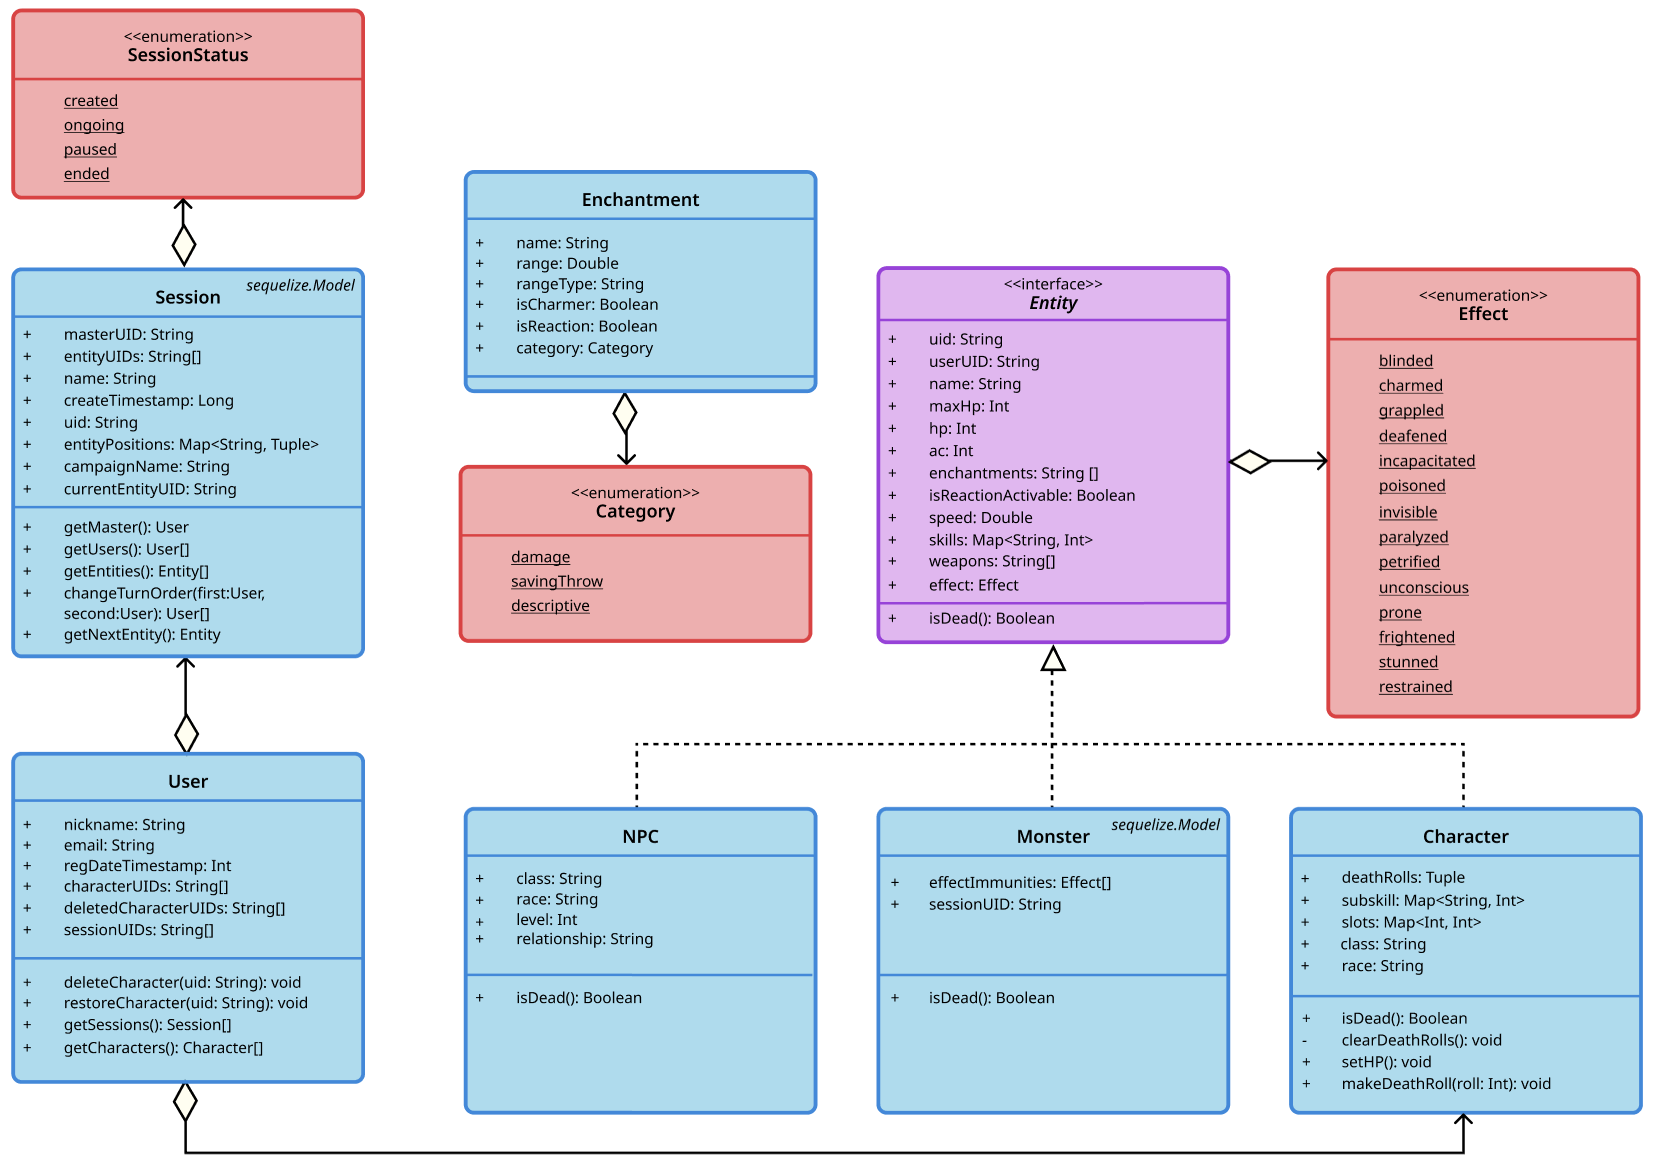 <<enumeration>>
SessionStatus
created
ongoing
paused
ended
sequelize.Model
Session
+ masterUID: String
+ entityUIDs: String[]
+ name: String
+ createTimestamp: Long
+ uid: String
+ entityPositions: Map<String, Tuple>
+ campaignName: String
+ currentEntityUID: String
+ getMaster(): User
+ getUsers(): User[]
+ getEntities(): Entity[]
+ changeTurnOrder(first:User,
second:User): User[]
+ getNextEntity(): Entity
User
+ nickname: String
+ email: String
+ regDateTimestamp: Int
+ characterUIDs: String[]
+ deletedCharacterUIDs: String[]
+ sessionUIDs: String[]
+ deleteCharacter(uid: String): void
+ restoreCharacter(uid: String): void
+ getSessions(): Session[]
+ getCharacters(): Character[]
Enchantment
+ name: String
+ range: Double
+ rangeType: String
+ isCharmer: Boolean
+ isReaction: Boolean
+ category: Category
<<enumeration>>
Category
damage
savingThrow
descriptive
<<interface>>
Entity
+ uid: String
+ userUID: String
+ name: String
+ maxHp: Int
+ hp: Int
+ ac: Int
+ enchantments: String []
+ isReactionActivable: Boolean
+ speed: Double
+ skills: Map<String, Int>
+ weapons: String[]
+ effect: Effect
+ isDead(): Boolean
<<enumeration>>
Effect
blinded
charmed
grappled
deafened
incapacitated
poisoned
invisible
paralyzed
petrified
unconscious
prone
frightened
stunned
restrained
NPC
+ class: String
+ race: String
+ level: Int
+ relationship: String
+ isDead(): Boolean
sequelize.Model
Monster
+ effectImmunities: Effect[]
+ sessionUID: String
+ isDead(): Boolean
Character
+ deathRolls: Tuple
+ subskill: Map<String, Int>
+ slots: Map<Int, Int>
+ class: String
+ race: String
+ isDead(): Boolean
- clearDeathRolls(): void
+ setHP(): void
+ makeDeathRoll(roll: Int): void